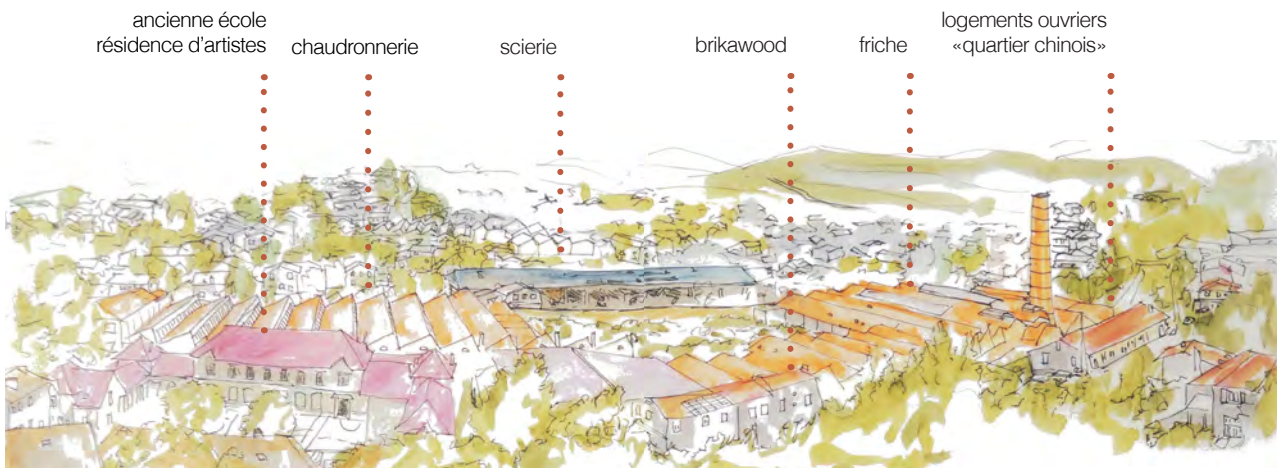 ancienne école
résidence d'artistes
chaudronnerie
scierie
brikawood
friche
logements ouvriers
«quartier chinois»